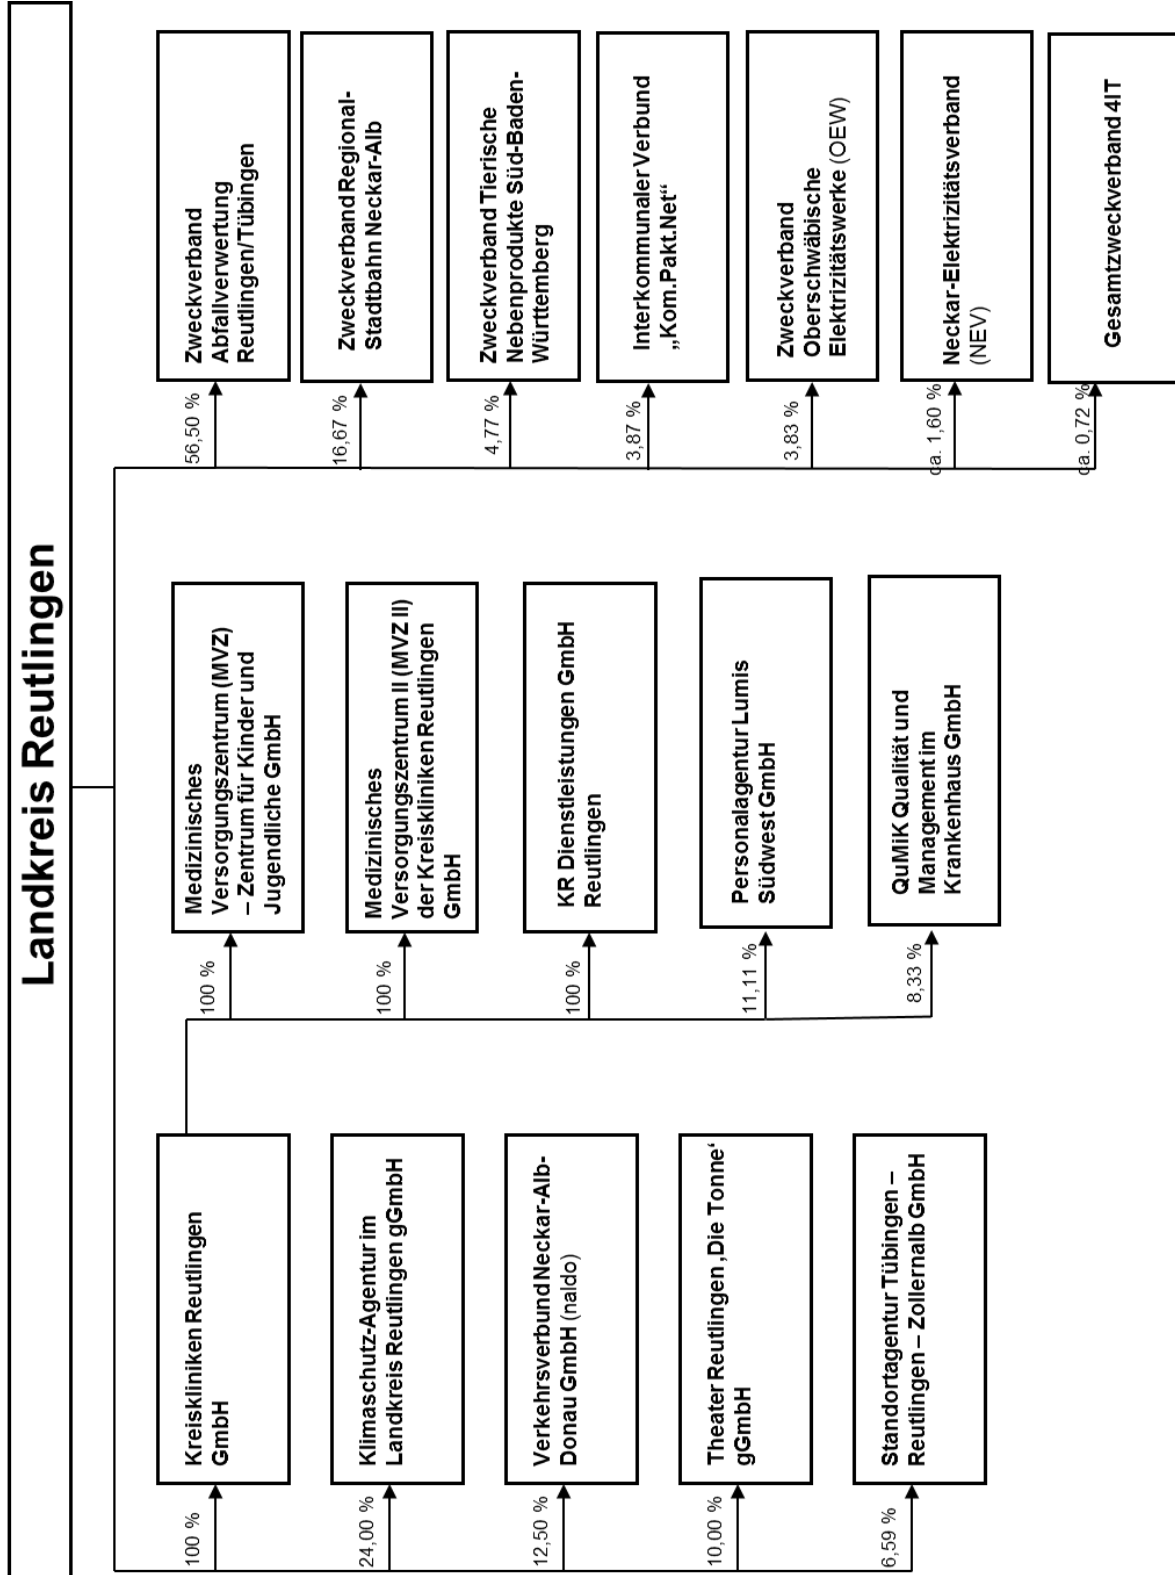 Landkreis Reutlingen
100 %
Kreiskliniken Reutlingen
GmbH
24,00 %
Klimaschutz-Agentur im
Landkreis Reutlingen gGmbH
12,50 %
Verkehrsverbund Neckar-Alb-
Donau GmbH (naldo)
10,00 %
Theater Reutlingen ‚Die Tonne‘
gGmbH
6,59 %
Standortagentur Tübingen –
Reutlingen – Zollernalb GmbH
100 %
Medizinisches
Versorgungszentrum (MVZ)
– Zentrum für Kinder und
Jugendliche GmbH
100 %
Medizinisches
Versorgungszentrum II (MVZ II)
der Kreiskliniken Reutlingen
GmbH
100 %
KR Dienstleistungen GmbH
Reutlingen
11,11 %
Personalagentur Lumis
Südwest GmbH
8,33 %
QuMiK Qualität und
Management im
Krankenhaus GmbH
56,50 %
Zweckverband
Abfallverwertung
Reutlingen/Tübingen
16,67 %
Zweckverband Regional-
Stadtbahn Neckar-Alb
4,77 %
Zweckverband Tierische
Nebenprodukte Süd-Baden-
Württemberg
3,87 %
Interkommunaler Verbund
„Kom.Pakt.Net“
3,83 %
Zweckverband
Oberschwäbische
Elektrizitätswerke (OEW)
ca. 1,60 %
Neckar-Elektrizitätsverband
(NEV)
ca. 0,72 %
Gesamtzweckverband 4IT